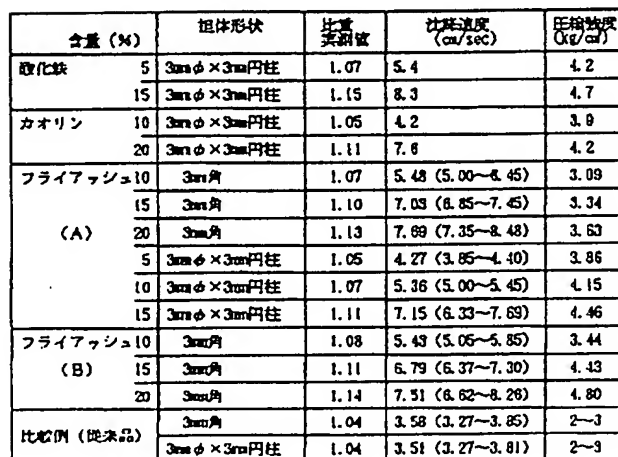 含量 (%) 担体形状 比重 実測値 沈降速度 (cm/sec) 圧縮強度 (kg/cm²)
酸化鉄 5 3mmφ×3mm円柱 1.07 5.4 4.2
15 3mmφ×3mm円柱 1.15 8.3 4.7
カオリン 10 3mmφ×3mm円柱 1.05 4.2 3.9
20 3mmφ×3mm円柱 1.11 7.6 4.2
フライアッシュ10 3mm角 1.07 5.48 (5.00~6.45) 3.09
15 3mm角 1.10 7.03 (6.85~7.45) 3.34
(A) 20 3mm角 1.13 7.69 (7.35~8.48) 3.63
5 3mmφ×3mm円柱 1.05 4.27 (3.85~4.40) 3.86
10 3mmφ×3mm円柱 1.07 5.36 (5.00~5.45) 4.15
15 3mmφ×3mm円柱 1.11 7.15 (6.33~7.69) 4.46
フライアッシュ10 3mm角 1.08 5.43 (5.05~5.85) 3.44
(B) 15 3mm角 1.11 6.79 (6.37~7.30) 4.43
20 3mm角 1.14 7.51 (6.62~8.26) 4.80
比較例 (従来品) 3mm角 1.04 3.58 (3.27~3.85) 2~3
3mmφ×3mm円柱 1.04 3.51 (3.27~3.81) 2~3